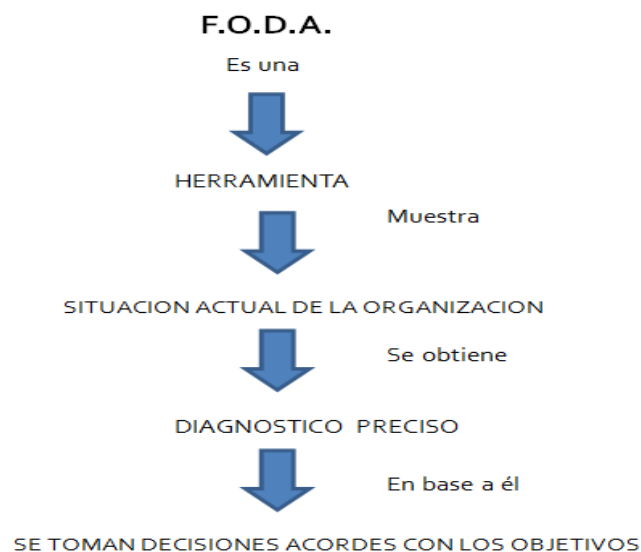 F.O.D.A.
Es una
HERRAMIENTA
Muestra
SITUACION ACTUAL DE LA ORGANIZACION
Se obtiene
DIAGNOSTICO PRECISO
En base a él
SE TOMAN DECISIONES ACORDES CON LOS OBJETIVOS